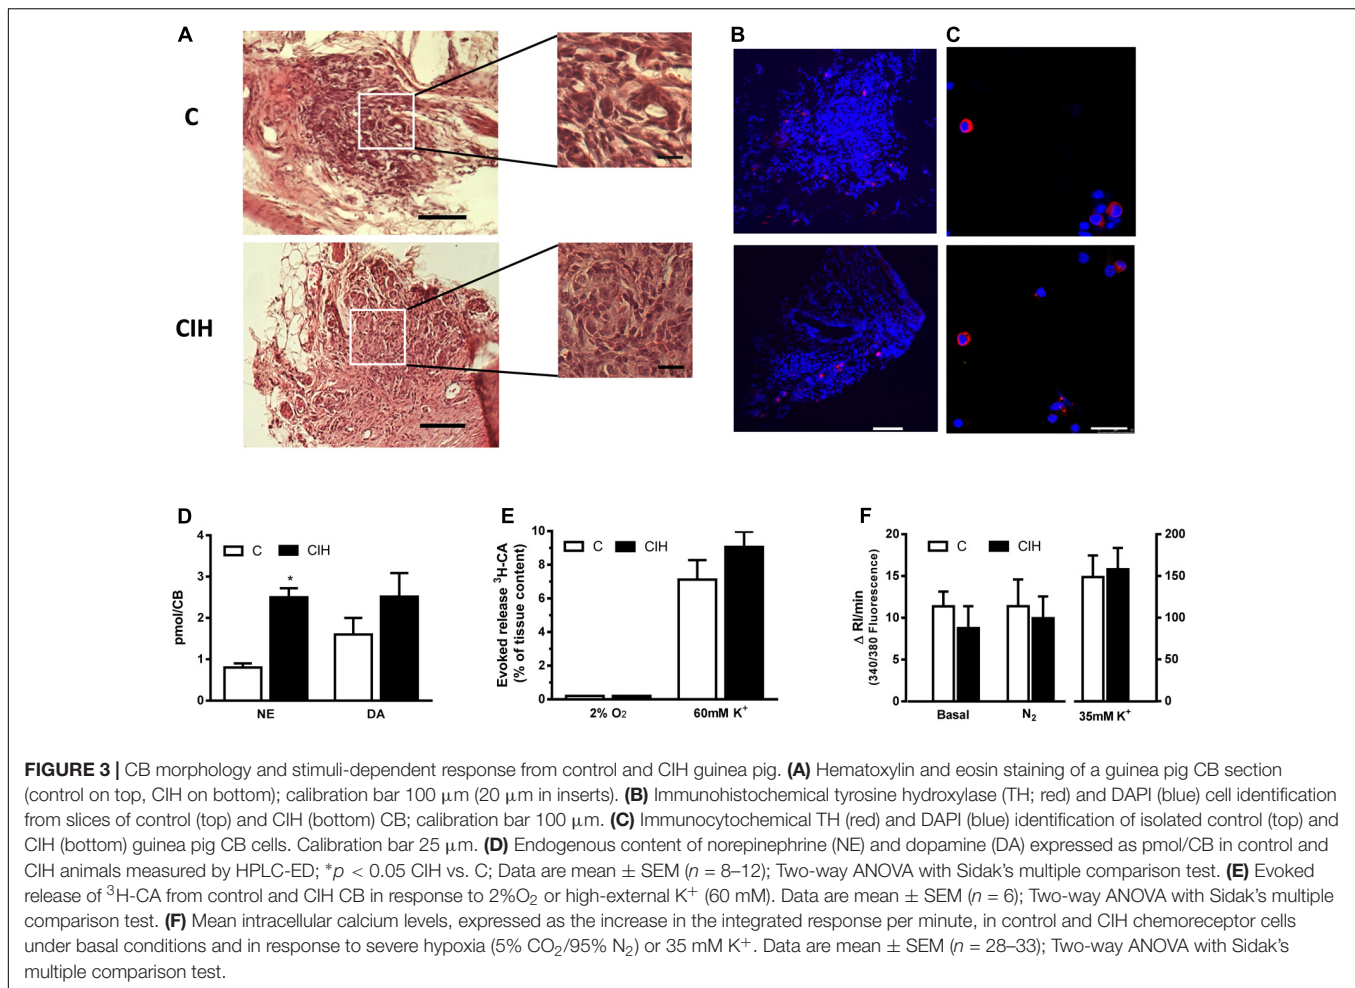 A
B
C
C
CIH
D
4
3
2
1
0
pmol/CB
C
CIH
*
NE
DA
E
10
8
6
4
2
0
Evoked release ³H-CA
(% of tissue content)
C
CIH
2% O₂
60mM K⁺
F
20
15
10
5
0
Δ RI/min
(340/380 Fluorescence)
C
CIH
200
150
100
50
0
Basal
N₂
35mM K⁺
FIGURE 3 | CB morphology and stimuli-dependent response from control and CIH guinea pig. (A) Hematoxylin and eosin staining of a guinea pig CB section
(control on top, CIH on bottom); calibration bar 100 μm (20 μm in inserts). (B) Immunohistochemical tyrosine hydroxylase (TH; red) and DAPI (blue) cell identification
from slices of control (top) and CIH (bottom) CB; calibration bar 100 μm. (C) Immunocytochemical TH (red) and DAPI (blue) identification of isolated control (top) and
CIH (bottom) guinea pig CB cells. Calibration bar 25 μm. (D) Endogenous content of norepinephrine (NE) and dopamine (DA) expressed as pmol/CB in control and
CIH animals measured by HPLC-ED; *p < 0.05 CIH vs. C; Data are mean ± SEM (n = 8–12); Two-way ANOVA with Sidak's multiple comparison test. (E) Evoked
release of ³H-CA from control and CIH CB in response to 2%O₂ or high-external K⁺ (60 mM). Data are mean ± SEM (n = 6); Two-way ANOVA with Sidak's multiple
comparison test. (F) Mean intracellular calcium levels, expressed as the increase in the integrated response per minute, in control and CIH chemoreceptor cells
under basal conditions and in response to severe hypoxia (5% CO₂/95% N₂) or 35 mM K⁺. Data are mean ± SEM (n = 28–33); Two-way ANOVA with Sidak's
multiple comparison test.